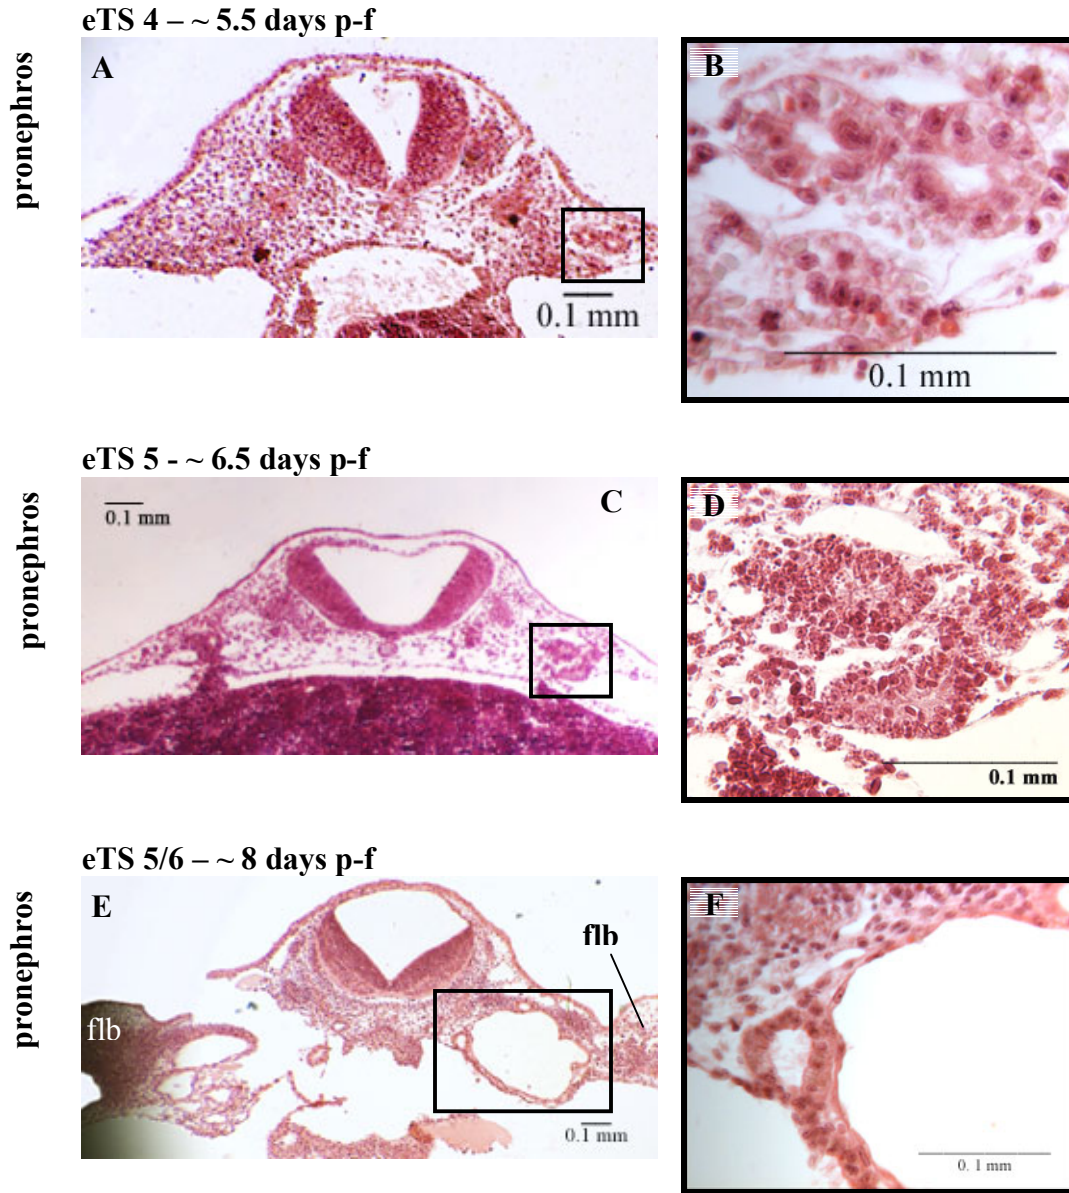 eTS 4 – ~ 5.5 days p-f
pronephros
A
0.1 mm
B
0.1 mm
eTS 5 - ~ 6.5 days p-f
pronephros
0.1 mm
C
D
0.1 mm
eTS 5/6 – ~ 8 days p-f
pronephros
E
flb
flb
0.1 mm
F
0. 1 mm